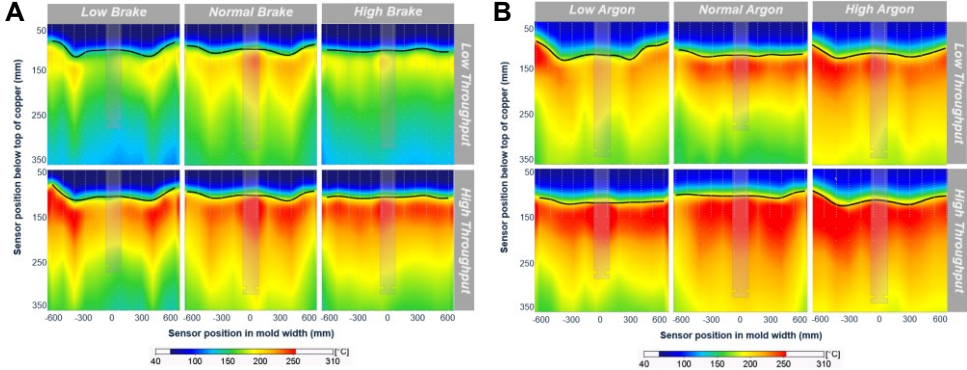 A
Low Brake Normal Brake High Brake
Sensor position below top of copper (mm)
50
150
250
350
Low Throughput
50
150
250
350
High Throughput
-600 -300 0 300 600 -600 -300 0 300 600 -600 -300 0 300 600
Sensor position in mold width (mm)
[°C]
40 100 150 200 250 310
B
Low Argon Normal Argon High Argon
Sensor position below top of copper (mm)
50
150
250
350
Low Throughput
50
150
250
350
High Throughput
-600 -300 0 300 600 -600 -300 0 300 600 -600 -300 0 300 600
Sensor position in mold width (mm)
[°C]
40 100 150 200 250 310